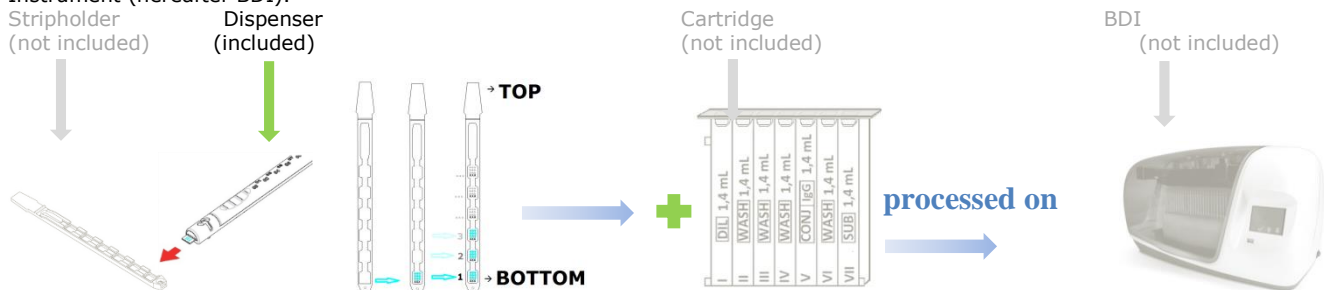 Instrument (hereafter BDI).
Stripholder
(not included)
Dispenser
(included)
Cartridge
(not included)
BDI
(not included)
→ TOP
3
2
1 → BOTTOM
I DIL 1,4 mL
II WASH 1,4 mL
III WASH 1,4 mL
IV WASH 1,4 mL
V CONJ IgG 1,4 mL
VI WASH 1,4 mL
VII SUB 1,4 mL
processed on